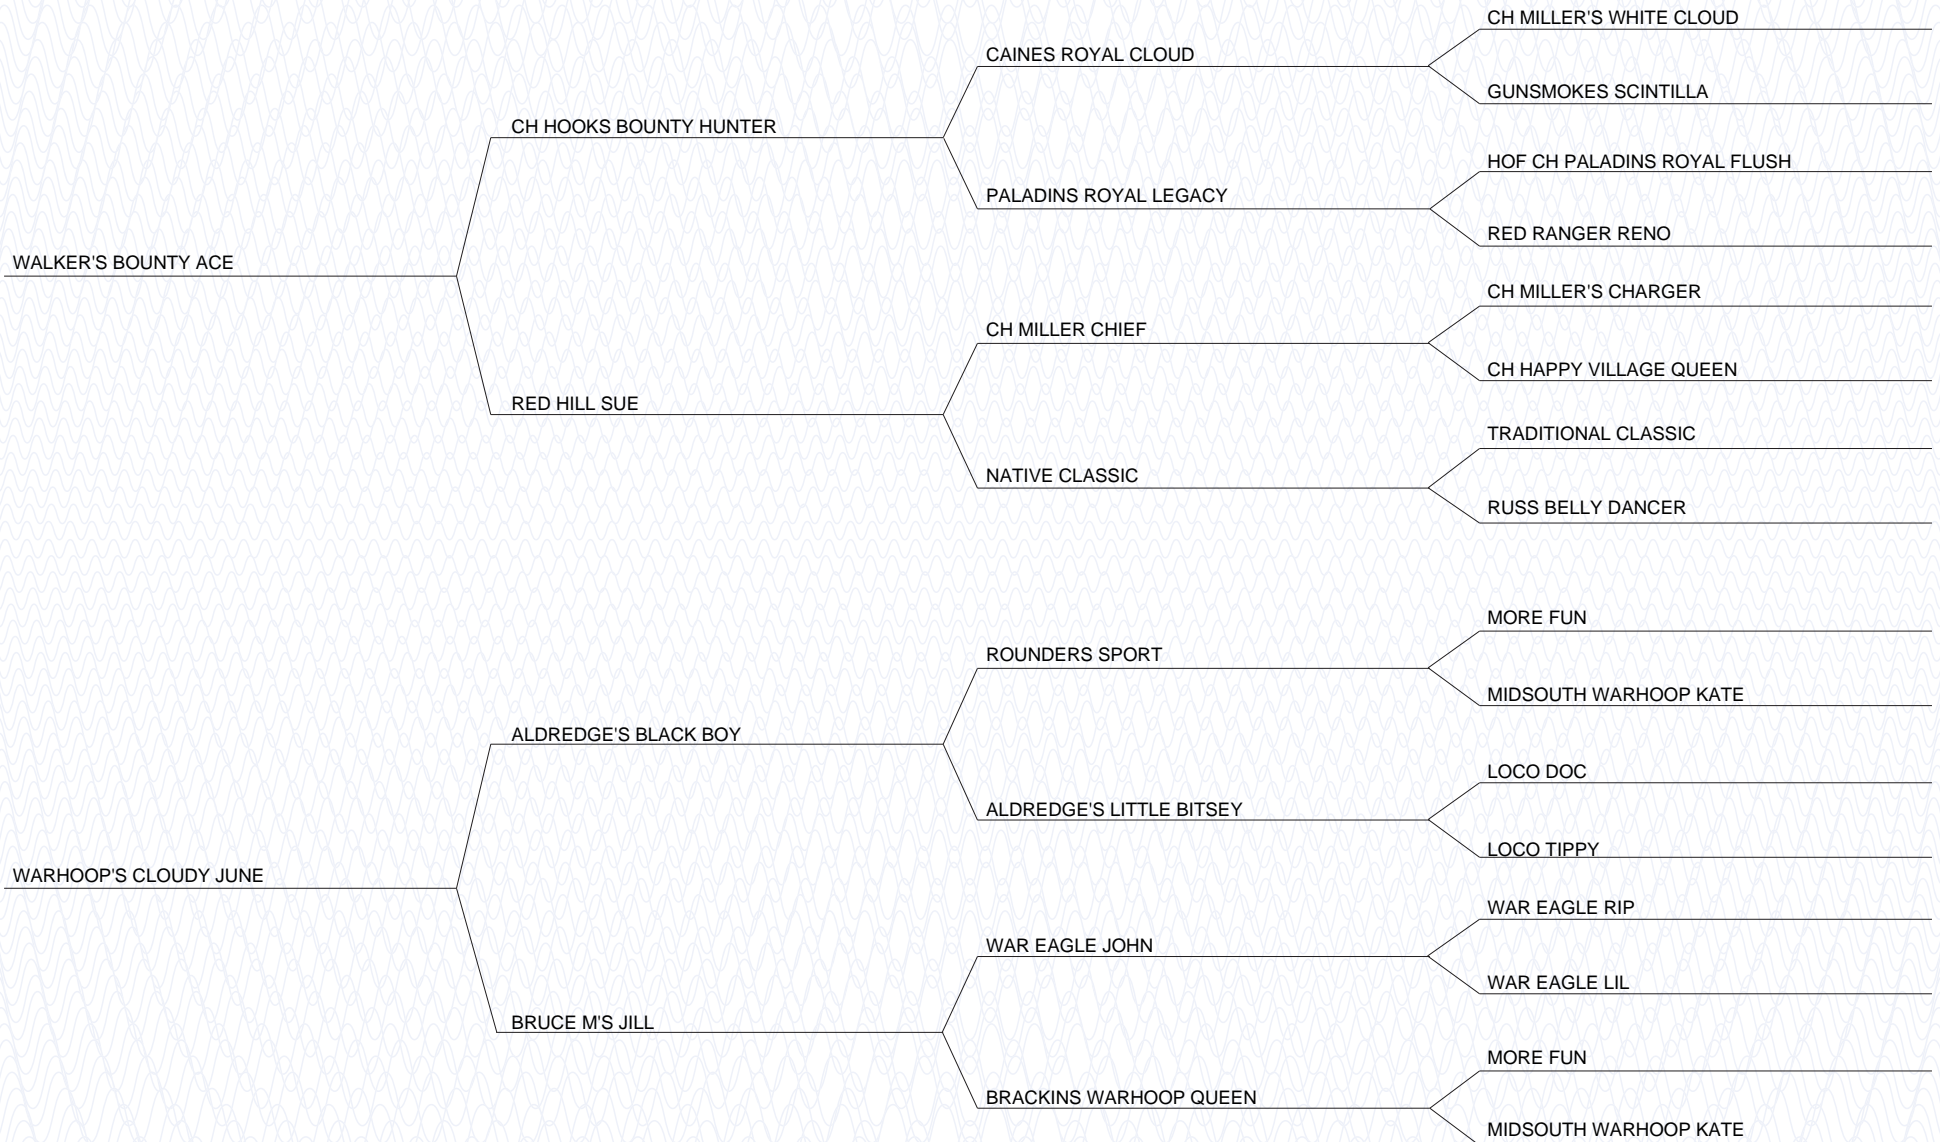 CH MILLER'S WHITE CLOUD
CAINES ROYAL CLOUD
GUNSMOKES SCINTILLA
CH HOOKS BOUNTY HUNTER
HOF CH PALADINS ROYAL FLUSH
PALADINS ROYAL LEGACY
RED RANGER RENO
WALKER'S BOUNTY ACE
CH MILLER'S CHARGER
CH MILLER CHIEF
CH HAPPY VILLAGE QUEEN
RED HILL SUE
TRADITIONAL CLASSIC
NATIVE CLASSIC
RUSS BELLY DANCER
MORE FUN
ROUNDERS SPORT
MIDSOUTH WARHOOP KATE
ALDREDGE'S BLACK BOY
LOCO DOC
ALDREDGE'S LITTLE BITSEY
LOCO TIPPY
WARHOOP'S CLOUDY JUNE
WAR EAGLE RIP
WAR EAGLE JOHN
WAR EAGLE LIL
BRUCE M'S JILL
MORE FUN
BRACKINS WARHOOP QUEEN
MIDSOUTH WARHOOP KATE